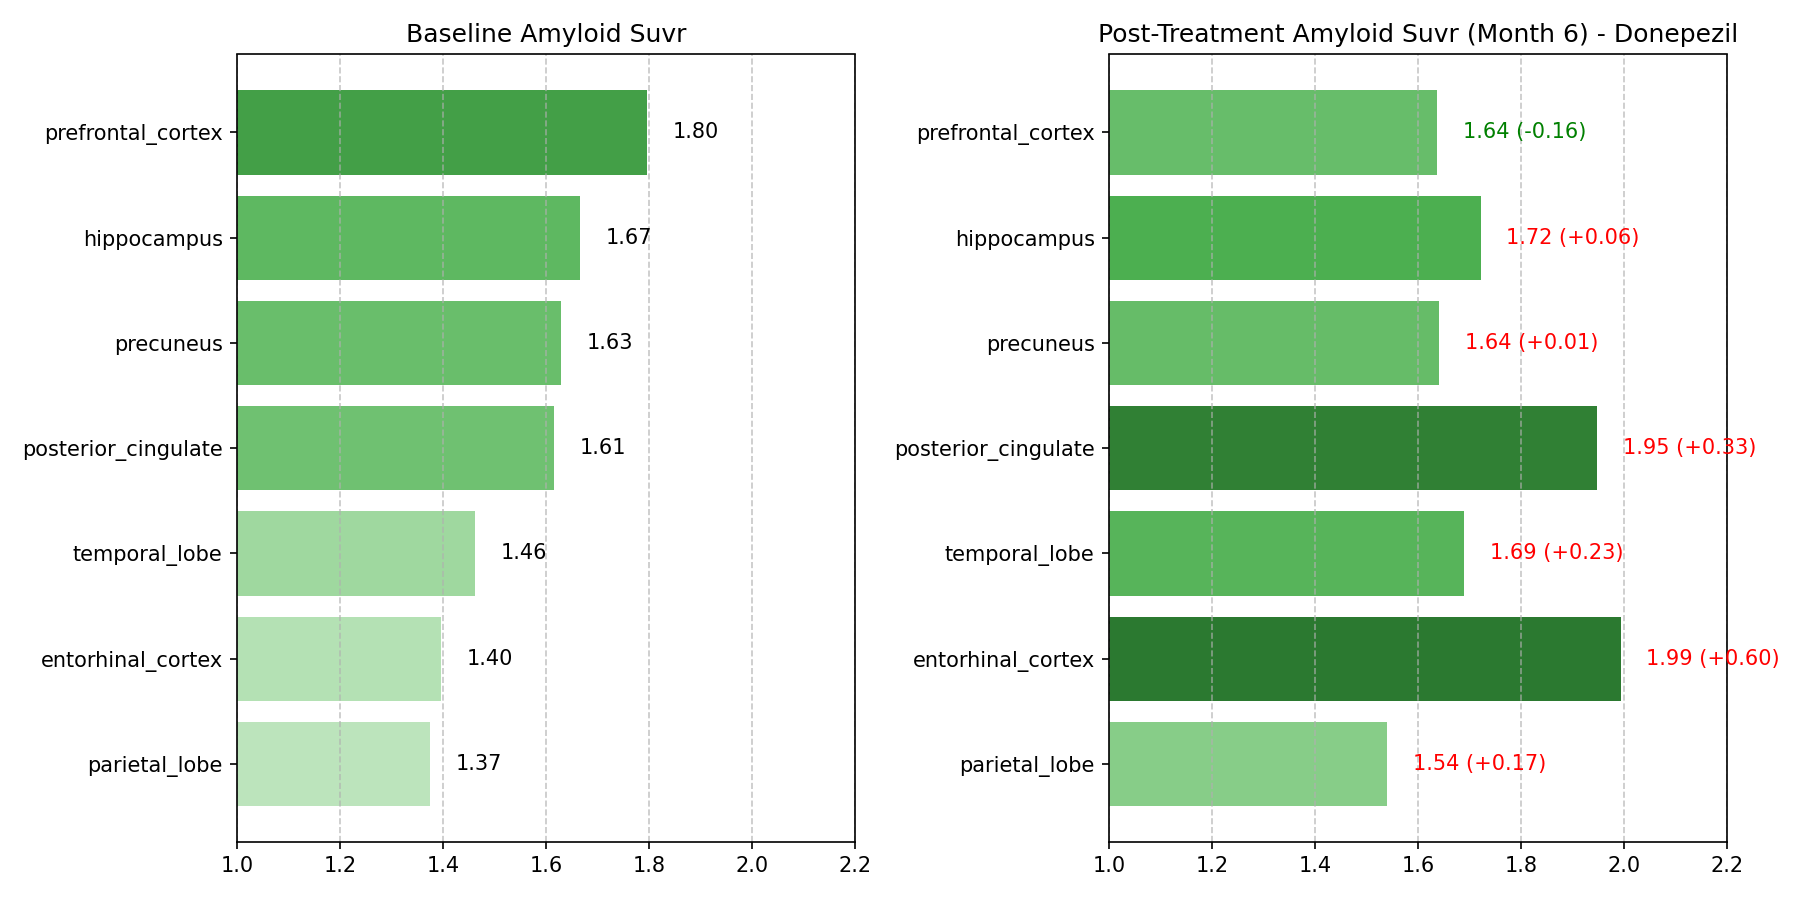 Baseline Amyloid Suvr
prefrontal_cortex 1.80
hippocampus 1.67
precuneus 1.63
posterior_cingulate 1.61
temporal_lobe 1.46
entorhinal_cortex 1.40
parietal_lobe 1.37
1.0 1.2 1.4 1.6 1.8 2.0 2.2
Post-Treatment Amyloid Suvr (Month 6) - Donepezil
prefrontal_cortex 1.64 (-0.16)
hippocampus 1.72 (+0.06)
precuneus 1.64 (+0.01)
posterior_cingulate 1.95 (+0.33)
temporal_lobe 1.69 (+0.23)
entorhinal_cortex 1.99 (+0.60)
parietal_lobe 1.54 (+0.17)
1.0 1.2 1.4 1.6 1.8 2.0 2.2